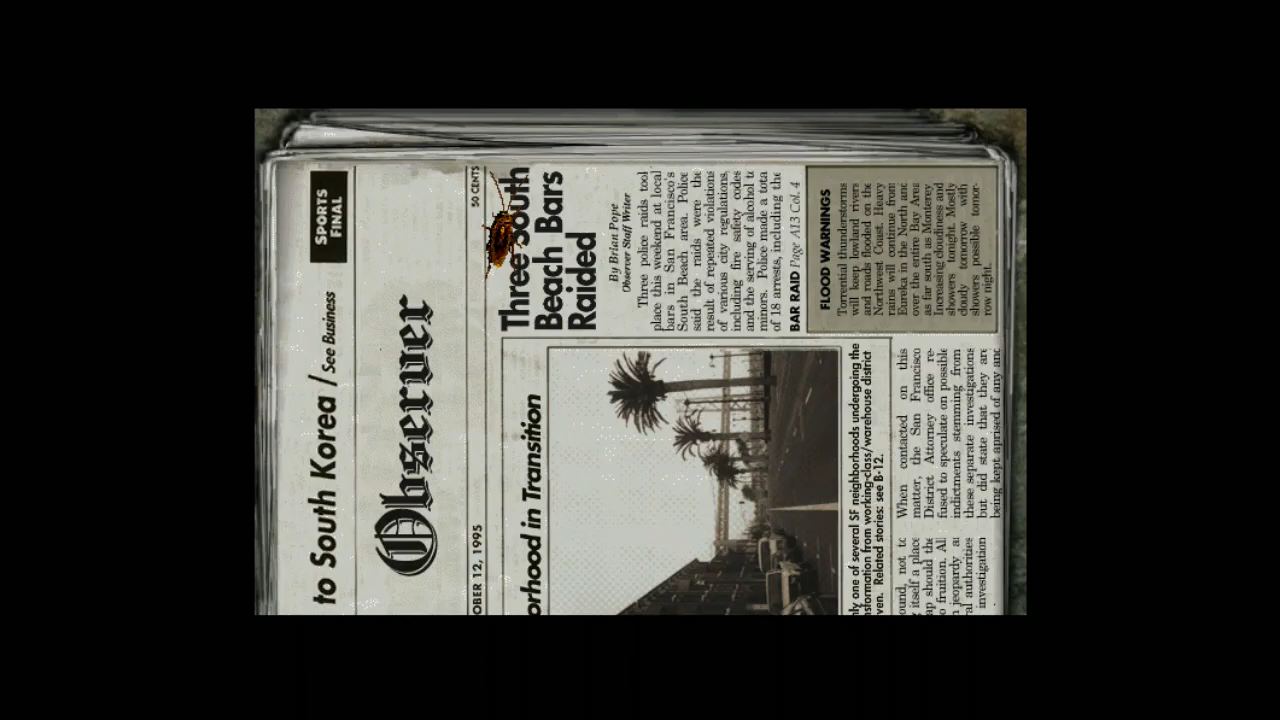 to South Korea / See Business
SPORTS
FINAL
Observer
OBER 12, 1995
50 CENTS
Three South
Beach Bars
Raided
By Brian Pope
Observer Staff Writer
Three police raids
place this weekend at local
bars in San Francisco's
South Beach area. Police
said the raids were the
result of repeated violations
of various city regulations,
including fire safety codes
and the serving of alcohol to
minors. Police made a
of 18 arrests, including the
BAR RAID Page A13 Col. 4
FLOOD WARNINGS
Torrential thunderstorms
will keep lowland rivers
and roads flooded on the
Northwest Coast. Heavy
rains will continue from
Eureka in the North and
over the entire Bay Area
as far south as Monterey
Increasing cloudiness and
showers tonight. Mostly
cloudy tomorrow with
showers possible tomor-
row night.
orhood in Transition
nly one of several SF neighborhoods undergoing the
nsformation from working-class/warehouse district
ven. Related stories: see B-12.
ound, not to
itself a place
ap should the
o fruition. All
jeopardy at
al authorities
investigation
When contacted on this
matter, the San Francisco
District Attorney office re-
fused to speculate on possible
indictments stemming from
these separate investigations
but did state that they are
being kept aprised of any and